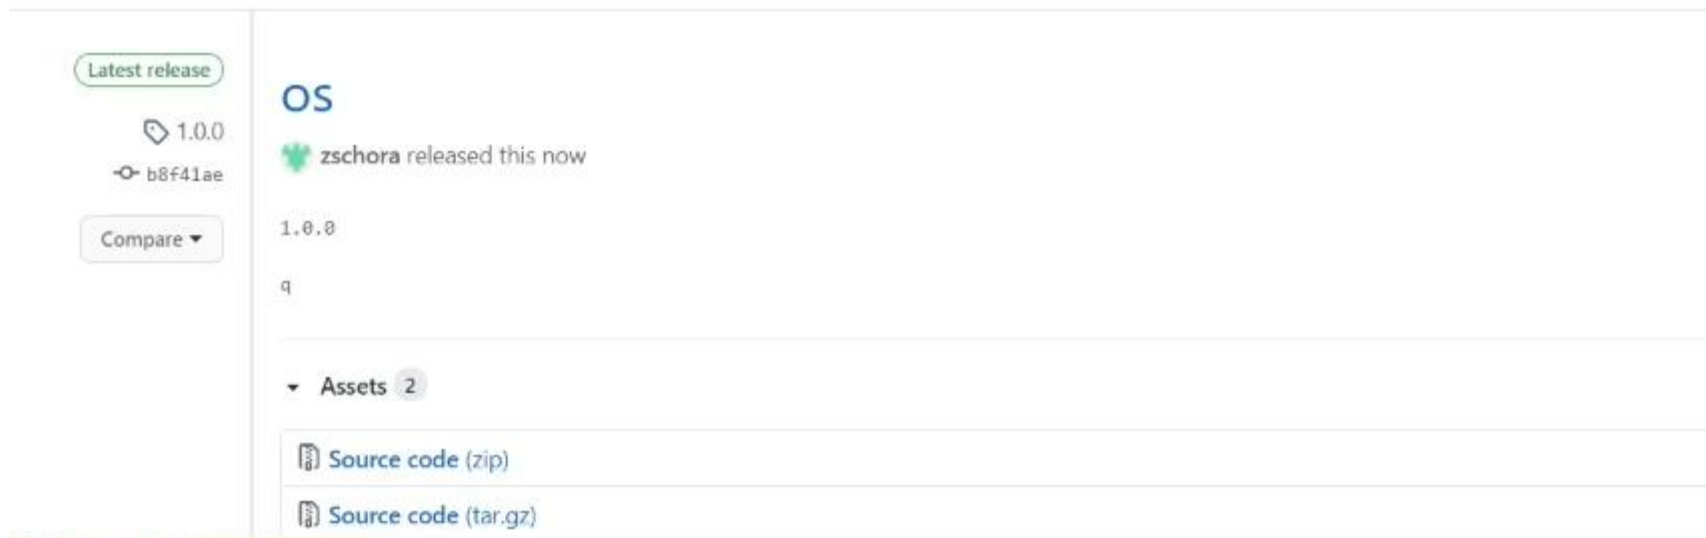 Latest release
1.0.0
b8f41ae
Compare
OS
zschora released this now
1.0.0
q
Assets 2
Source code (zip)
Source code (tar.gz)